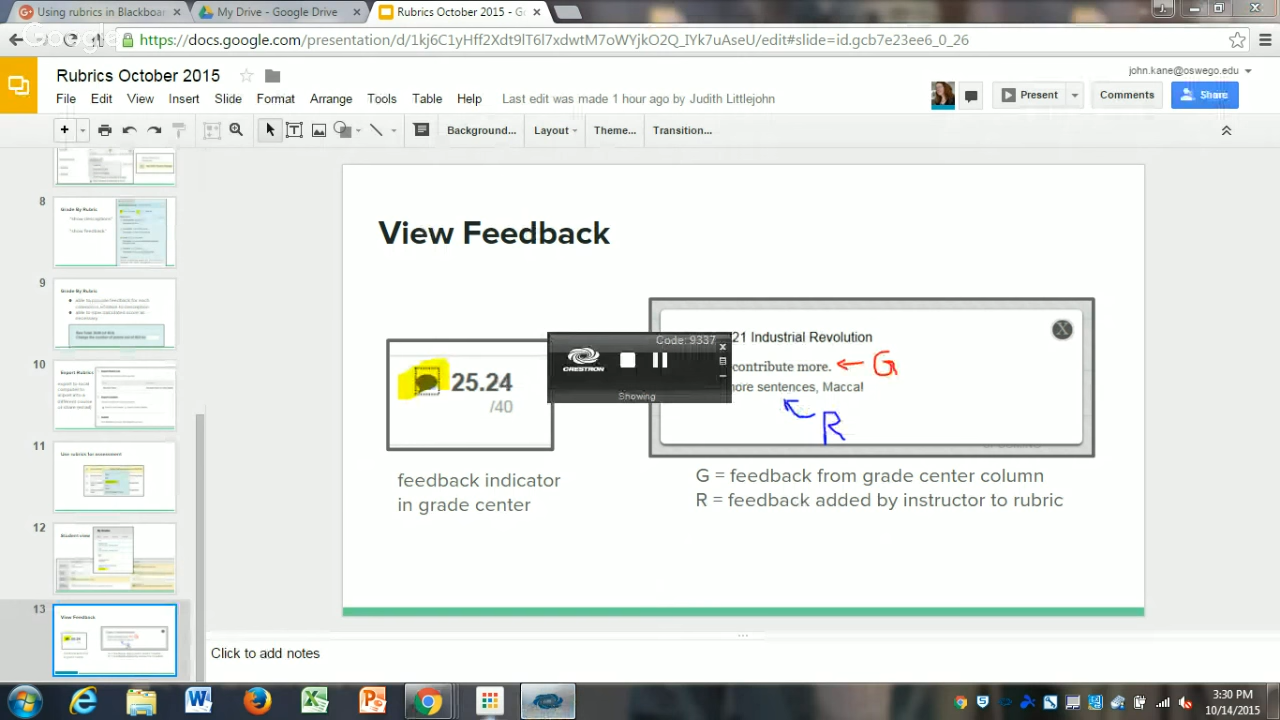 Using rubrics in Blackboa
My Drive - Google Drive
Rubrics October 2015 - Go
https://docs.google.com/presentation/d/1kj6C1yHff2Xdt9lT6l7xdwtM7oWYjkO2Q_IYk7uAseU/edit#slide=id.gcb7e23ee6_0_26
Rubrics October 2015
john.kane@oswego.edu
File Edit View Insert Slide Format Arrange Tools Table Help Last edit was made 1 hour ago by Judith Littlejohn
Present Comments Share
Background... Layout Theme... Transition...
8
Grade By Rubric
9
Grade By Rubric
10
Export Rubrics
11
Use rubrics for assessment
12
Student view
13
View Feedback
View Feedback
25.2
/40
feedback indicator
in grade center
Code: 9337
CRESTRON
Showing
21 Industrial Revolution
G
more sentences, Marcia!
R
G = feedback from grade center column
R = feedback added by instructor to rubric
Click to add notes
3:30 PM
10/14/2015